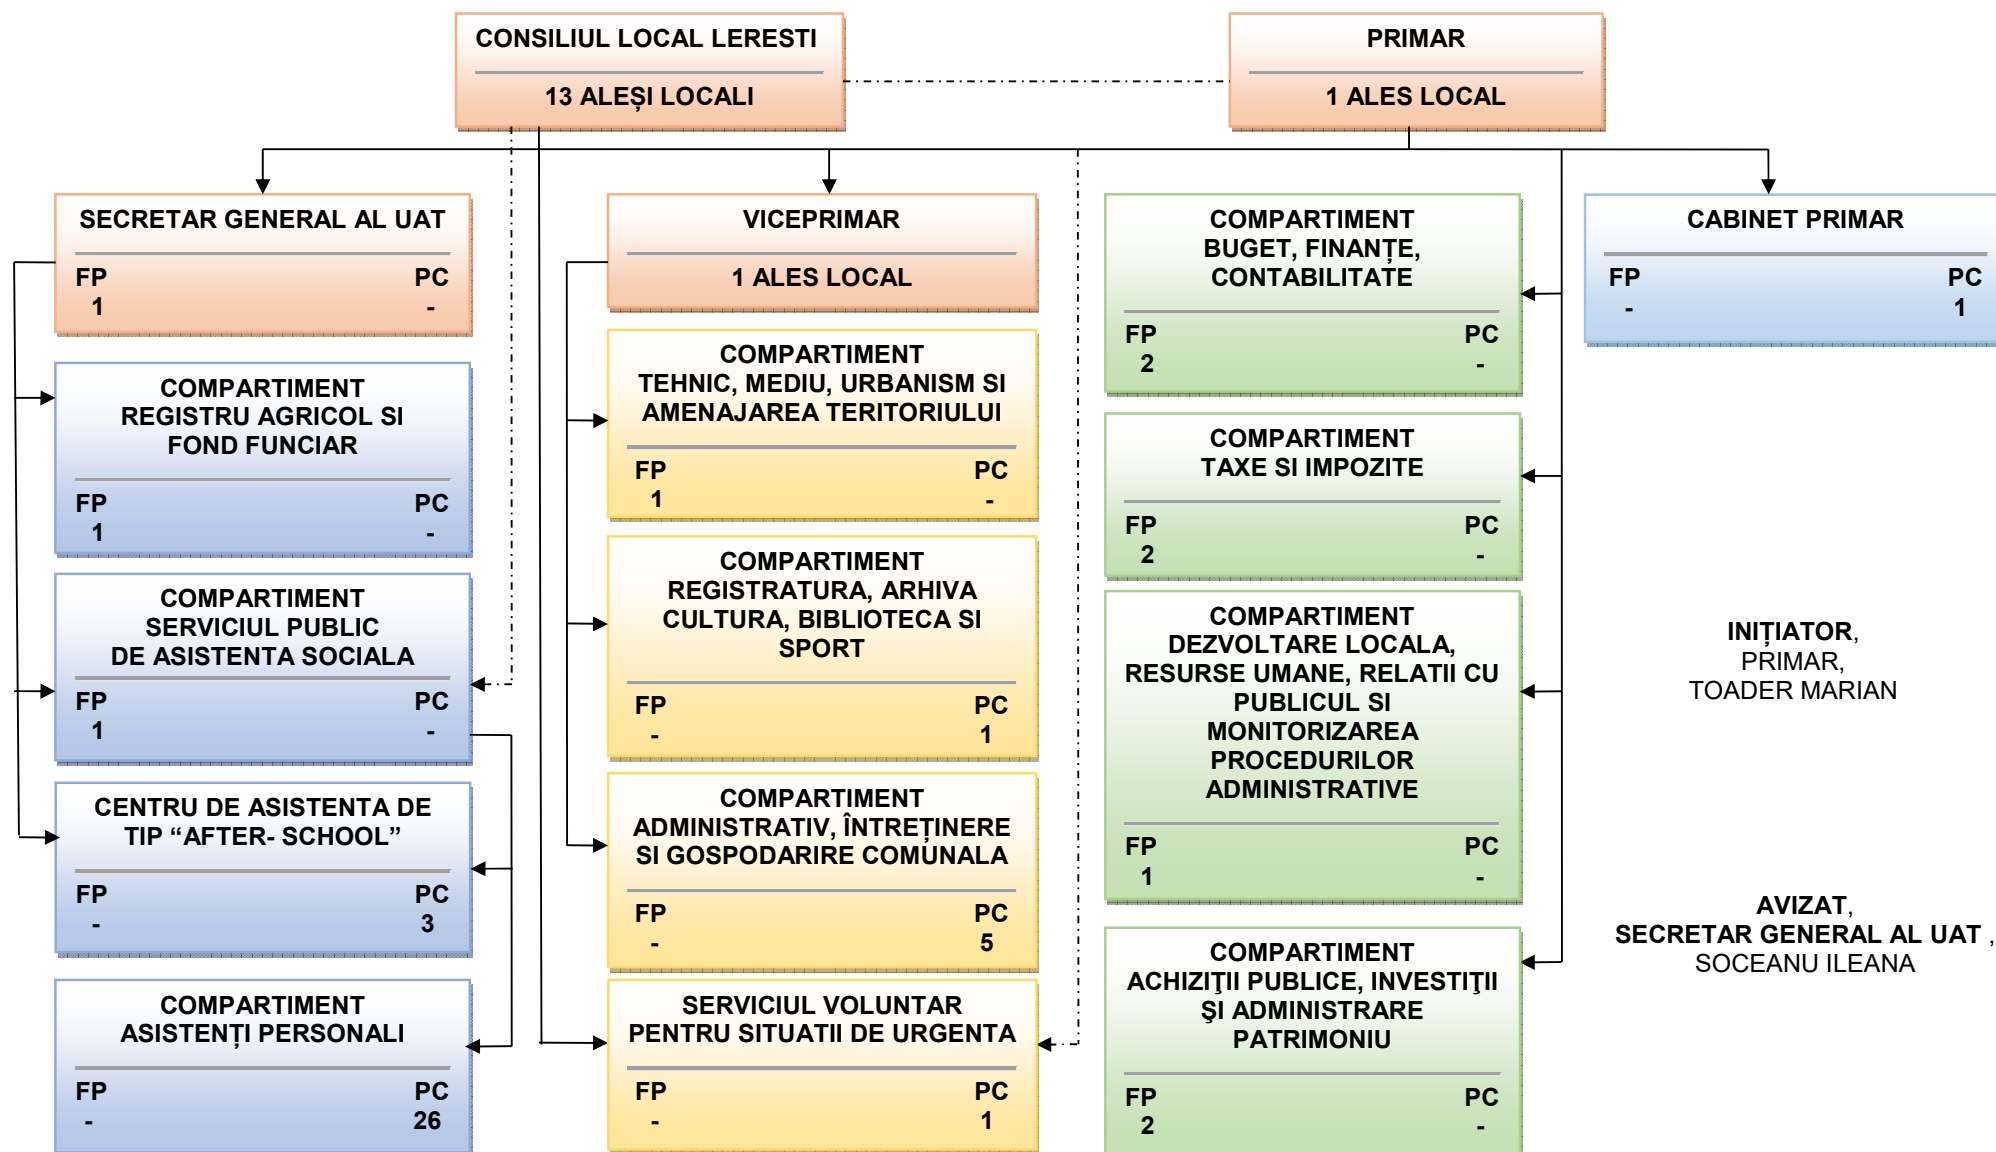 CONSILIUL LOCAL LERESTI
13 ALEȘI LOCALI
PRIMAR
1 ALES LOCAL
SECRETAR GENERAL AL UAT
FP PC
1 -
COMPARTIMENT
REGISTRU AGRICOL SI
FOND FUNCIAR
FP PC
1 -
COMPARTIMENT
SERVICIUL PUBLIC
DE ASISTENTA SOCIALA
FP PC
1 -
CENTRU DE ASISTENTA DE
TIP “AFTER- SCHOOL”
FP PC
- 3
COMPARTIMENT
ASISTENȚI PERSONALI
FP PC
- 26
VICEPRIMAR
1 ALES LOCAL
COMPARTIMENT
TEHNIC, MEDIU, URBANISM SI
AMENAJAREA TERITORIULUI
FP PC
1 -
COMPARTIMENT
REGISTRATURA, ARHIVA
CULTURA, BIBLIOTECA SI
SPORT
FP PC
- 1
COMPARTIMENT
ADMINISTRATIV, ÎNTREȚINERE
SI GOSPODARIRE COMUNALA
FP PC
- 5
SERVICIUL VOLUNTAR
PENTRU SITUATII DE URGENTA
FP PC
- 1
COMPARTIMENT
BUGET, FINANȚE,
CONTABILITATE
FP PC
2 -
COMPARTIMENT
TAXE SI IMPOZITE
FP PC
2 -
COMPARTIMENT
DEZVOLTARE LOCALA,
RESURSE UMANE, RELATII CU
PUBLICUL SI
MONITORIZAREA
PROCEDURILOR
ADMINISTRATIVE
FP PC
1 -
COMPARTIMENT
ACHIZIŢII PUBLICE, INVESTIŢII
ŞI ADMINISTRARE
PATRIMONIU
FP PC
2 -
CABINET PRIMAR
FP PC
- 1
INIȚIATOR,
PRIMAR,
TOADER MARIAN
AVIZAT,
SECRETAR GENERAL AL UAT ,
SOCEANU ILEANA